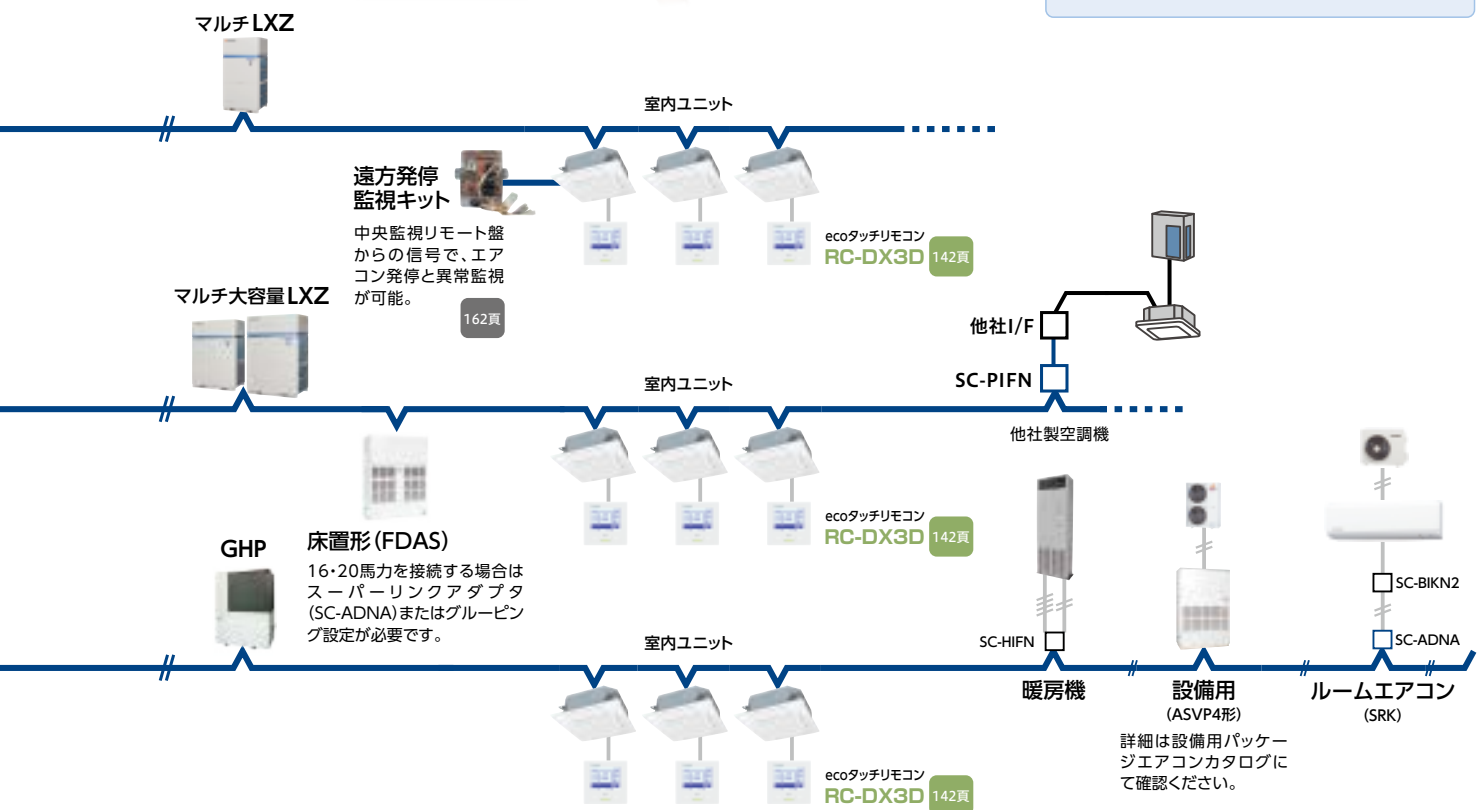 マルチLXZ
室内ユニット
遠方発停
監視キット
中央監視リモート盤
からの信号で、エア
コン発停と異常監視
が可能。
162頁
ecoタッチリモコン
RC-DX3D 142頁
マルチ大容量LXZ
室内ユニット
他社I/F
SC-PIFN
他社製空調機
ecoタッチリモコン
RC-DX3D 142頁
床置形(FDAS)
16・20馬力を接続する場合は
スーパーリンクアダプタ
(SC-ADNA)またはグルーピン
グ設定が必要です。
GHP
室内ユニット
ecoタッチリモコン
RC-DX3D 142頁
SC-HIFN
暖房機
設備用
(ASVP4形)
詳細は設備用パッケー
ジエアコンカタログに
て確認ください。
SC-BIKN2
SC-ADNA
ルームエアコン
(SRK)